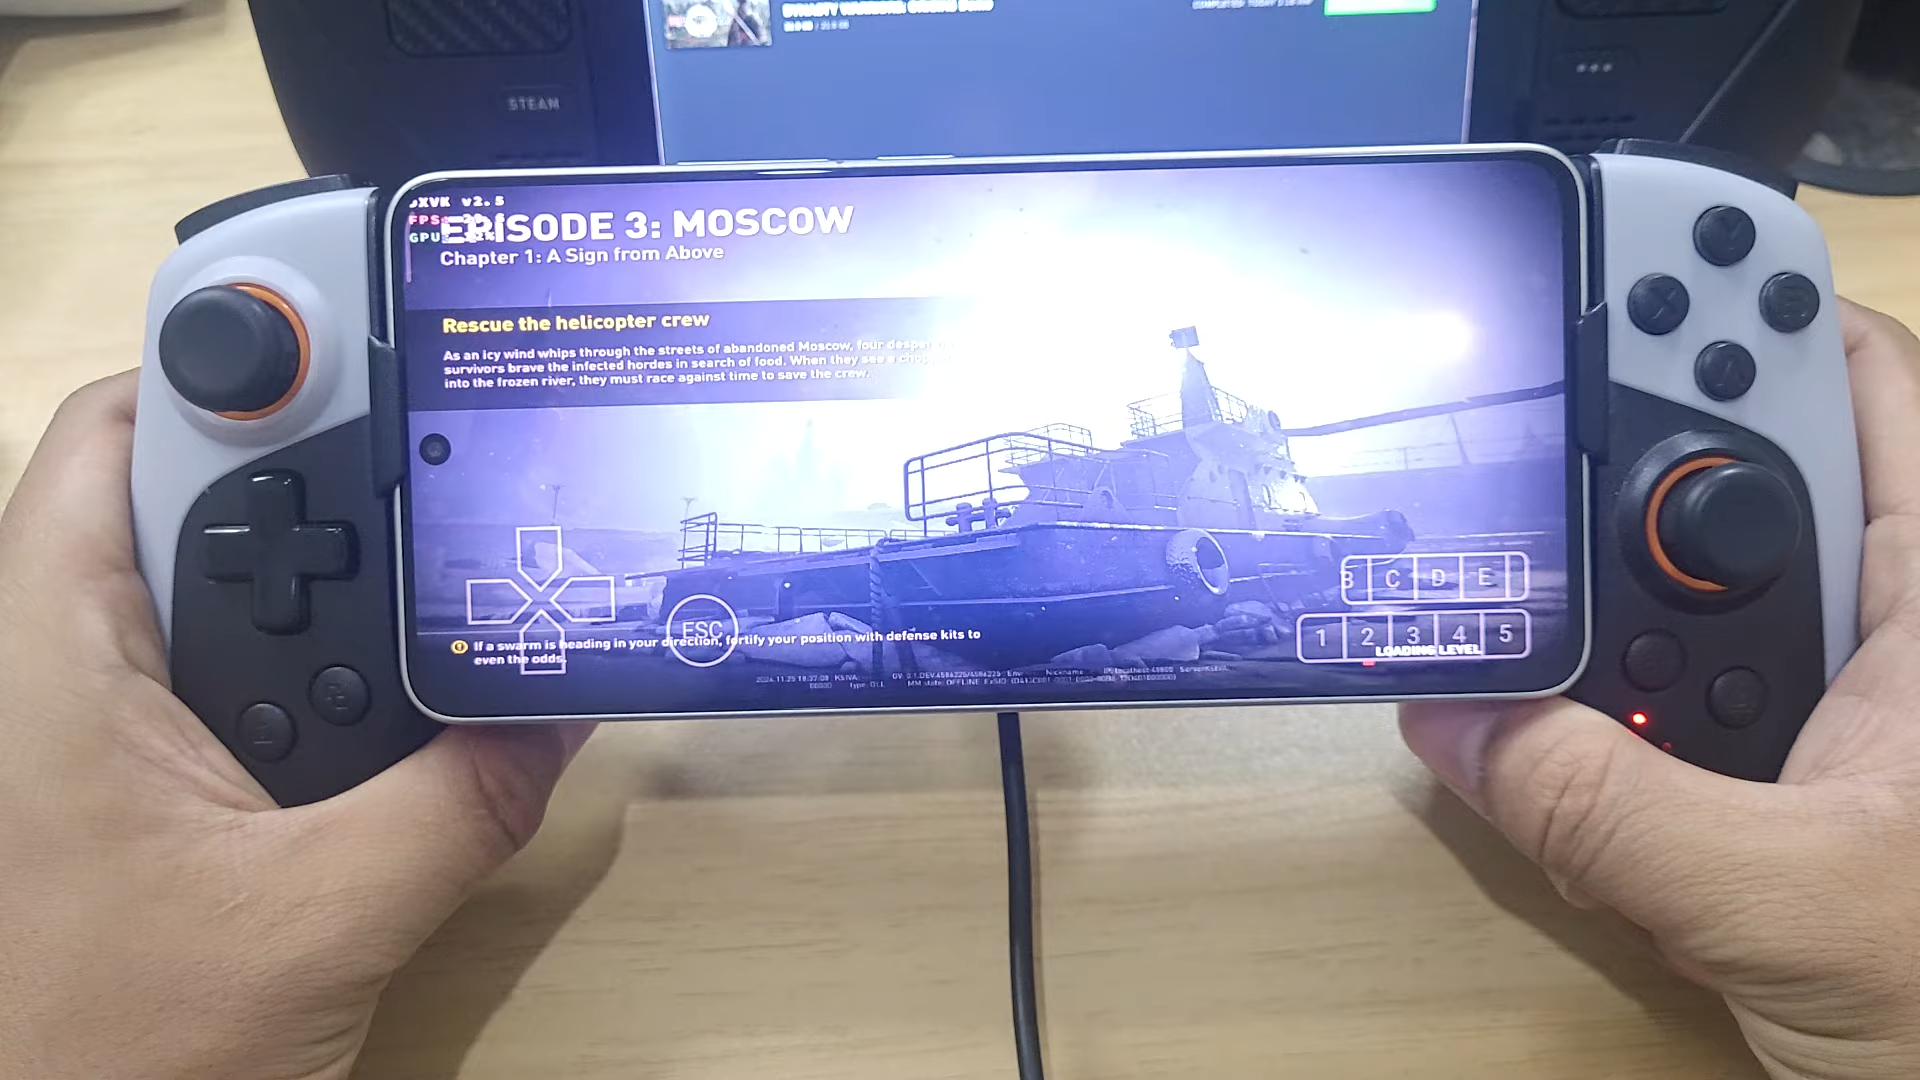 STEAM
DXVK v2.5
FPS:
GPU:
EPISODE 3: MOSCOW
Chapter 1: A Sign from Above
Rescue the helicopter crew
As an icy wind whips through the streets of abandoned Moscow, four
survivors brave the infected hordes in search of food. When they see a
into the frozen river, they must race against time to save the crew.
Y
X
B
A
B C D E
1 2 3 4 5
ESC
If a swarm is heading in your direction, fortify your position with defense kits to
even the odds.
LOADING LEVEL